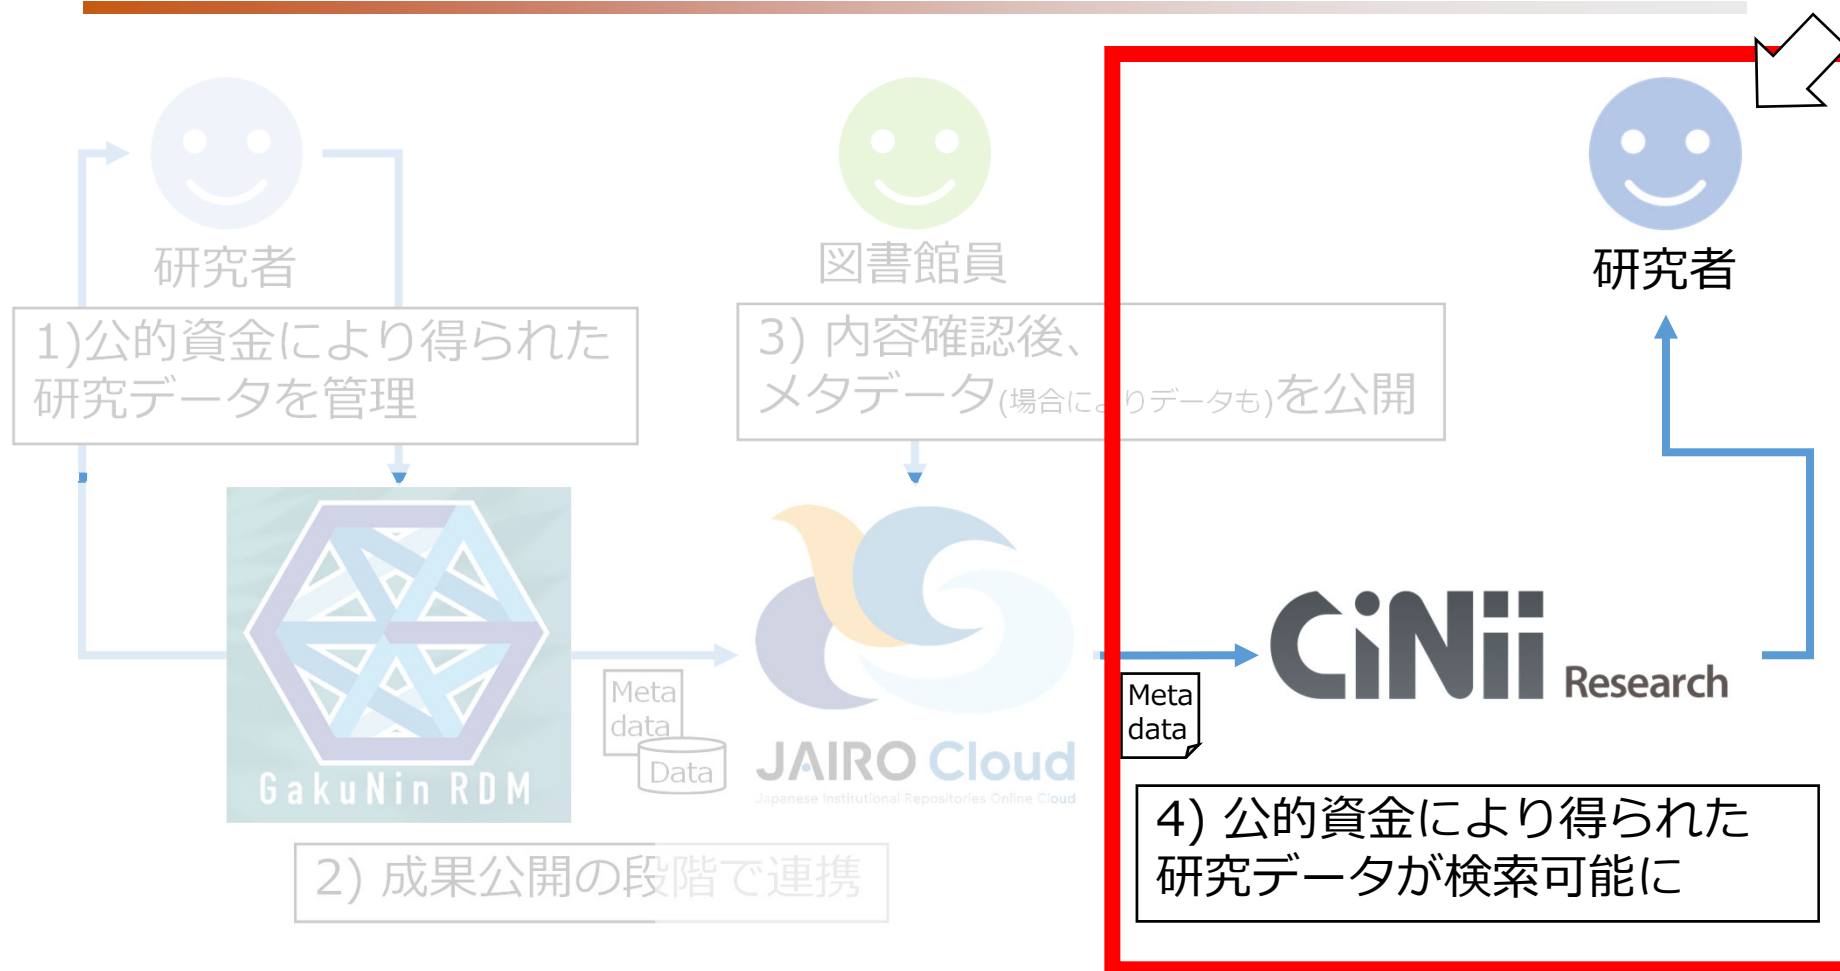 研究者
図書館員
研究者
1)公的資金により得られた
研究データを管理
3) 内容確認後、
メタデータ(場合によりデータも)を公開
GakuNin RDM
Meta
data
Data
JAIRO Cloud
Japanese Institutional Repositories Online Cloud
Meta
data
CiNii Research
2) 成果公開の段階で連携
4) 公的資金により得られた
研究データが検索可能に